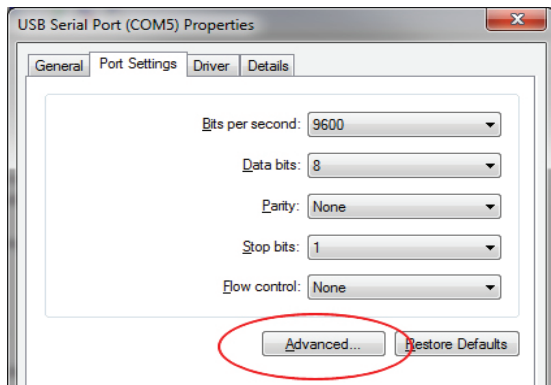 USB Serial Port (COM5) Properties
General Port Settings Driver Details
Bits per second: 9600
Data bits: 8
Parity: None
Stop bits: 1
Flow control: None
Advanced... Restore Defaults